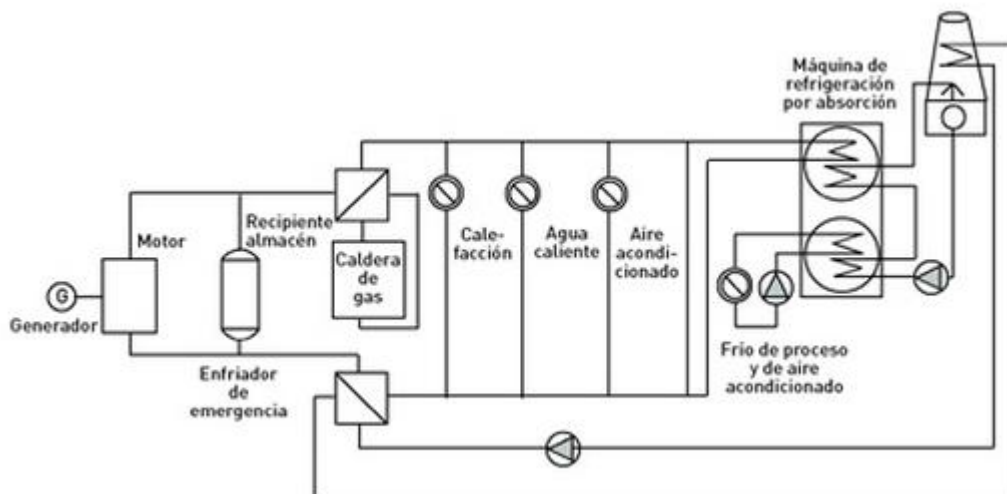 Máquina de
refrigeración
por absorción
Recipiente
almacén
Motor
Caldera
de
gas
Cale-
facción
Agua
caliente
Aire
acondi-
cionado
G
Generador
Enfriador
de
emergencia
Frio de proceso
y de aire
acondicionado